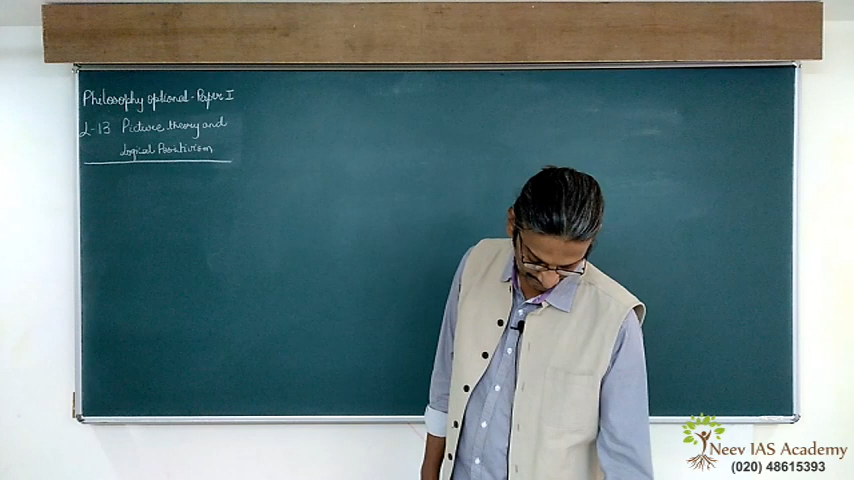 Philosophy optional - Paper I
L-13 Picture theory and
Logical Positivism
Neev IAS Academy
(020) 48615393